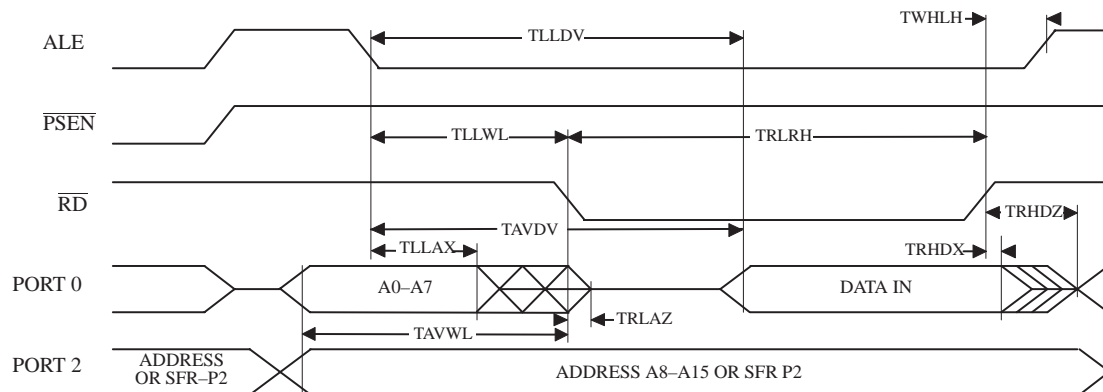 TWHLH
ALE
TLLDV
PSEN
TLLWL
TRLRH
RD
TAVDV
TRHDZ
TLLAX
TRHDX
PORT 0
A0–A7
DATA IN
TRLAZ
TAVWL
PORT 2
ADDRESS
OR SFR–P2
ADDRESS A8–A15 OR SFR P2